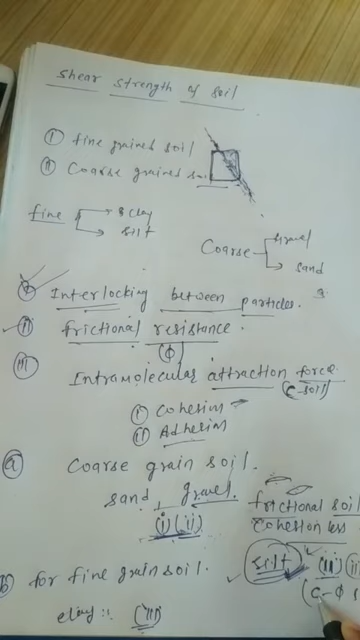 Shear strength of soil
(I) fine grained soil
(II) Coarse grained soil
fine → clay
→ silt
Coarse → gravel
→ sand
(I) Interlocking between particles.
(II) frictional resistance.
(ϕ)
(III) Intramolecular attraction force
(C-soil)
(i) Cohesion
(ii) Adhesion
(a) Coarse grain soil.
sand gravel
(i) (ii)
frictional soil
Cohesion less
(b) for fine grain soil.
silt (ii)
(C-ϕ
clay:- (iii)